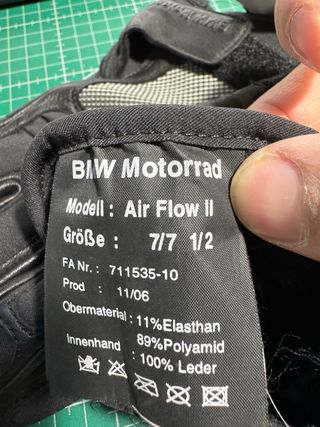 BMW Motorrad
Modell : Air Flow II
Größe : 7/7 1/2
FA Nr. : 711535-10
Prod : 11/06
Obermaterial : 11%Elasthan
89%Polyamid
Innenhand : 100% Leder